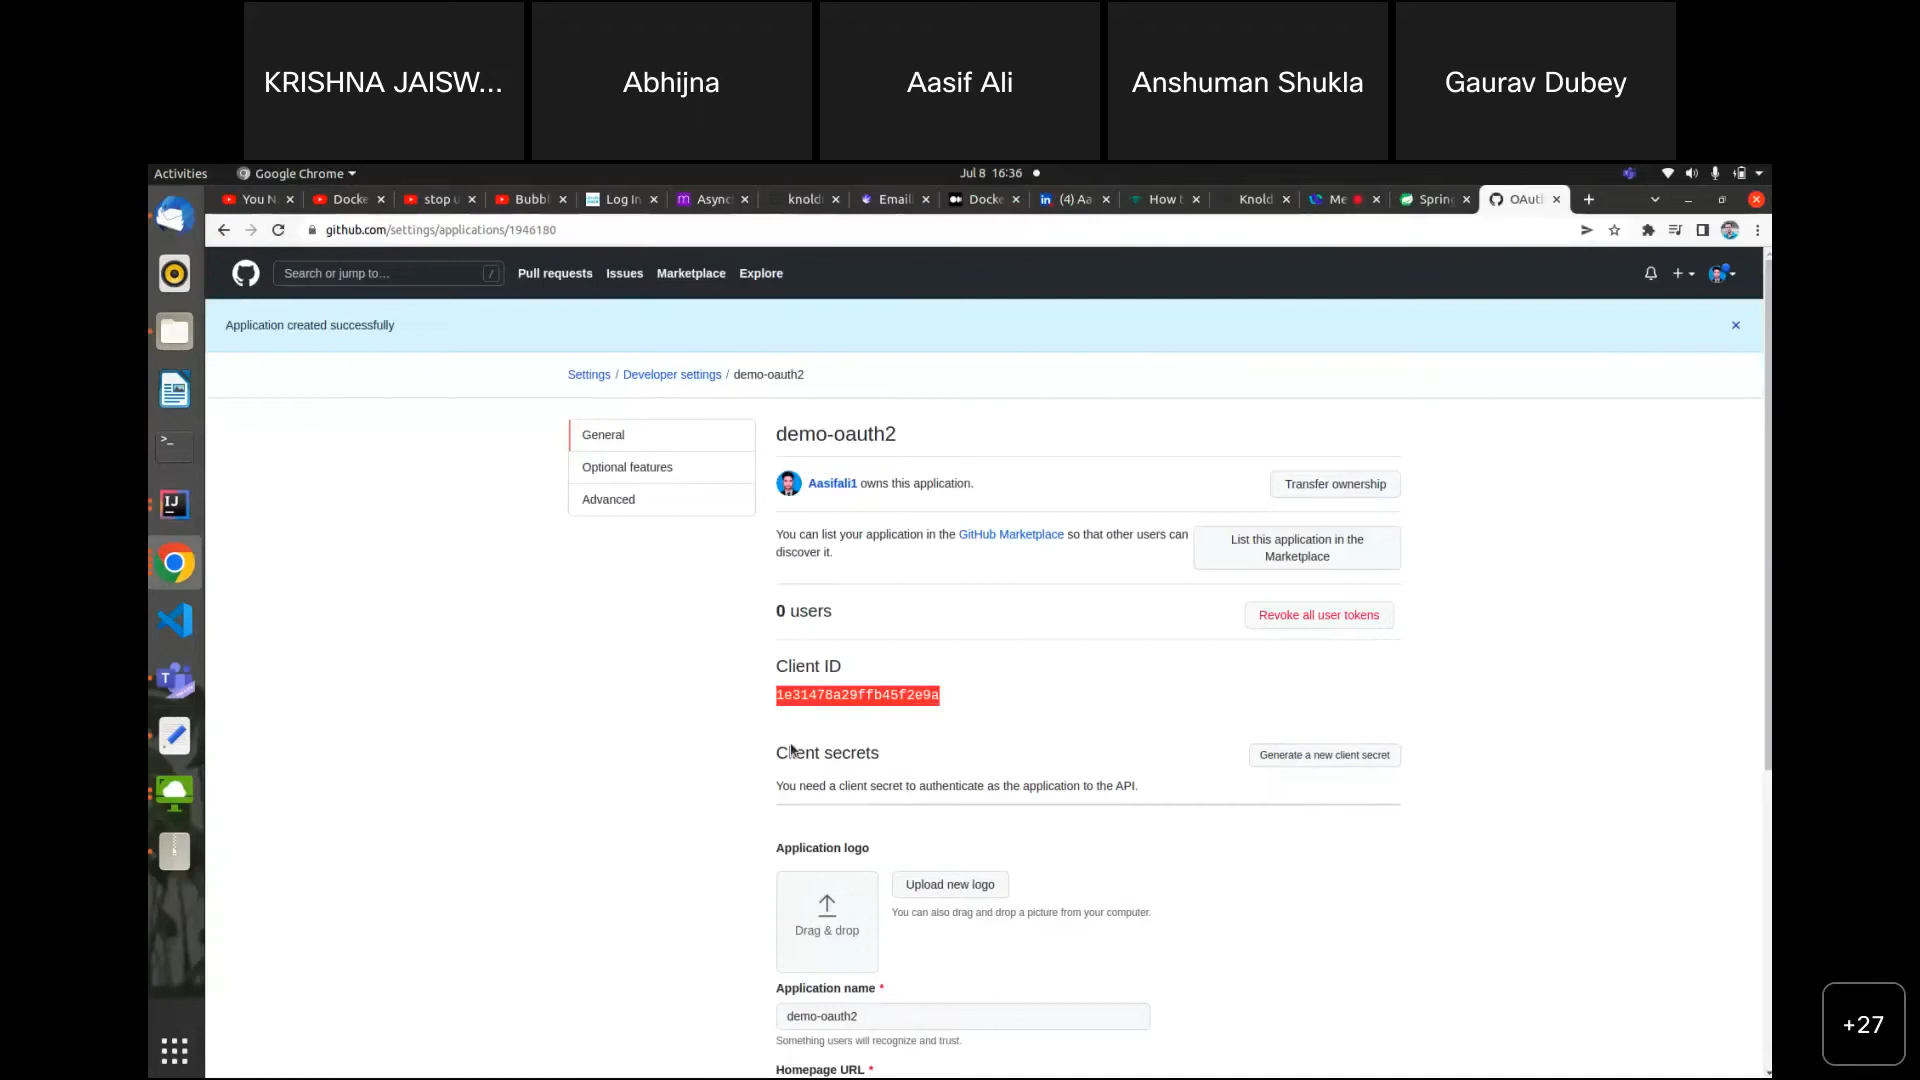 KRISHNA JAISW...
Abhijna
Aasif Ali
Anshuman Shukla
Gaurav Dubey
Activities
Google Chrome
Jul 8 16:36
You N
Docke
stop u
Bubbl
Log In
Async
knold
Emaili
Docke
(4) Aa
How t
Knold
Me
Spring
OAuth
github.com/settings/applications/1946180
Search or jump to...
/
Pull requests
Issues
Marketplace
Explore
Application created successfully
Settings / Developer settings / demo-oauth2
General
Optional features
Advanced
demo-oauth2
Aasifali1 owns this application.
Transfer ownership
You can list your application in the GitHub Marketplace so that other users can
discover it.
List this application in the
Marketplace
0 users
Revoke all user tokens
Client ID
1e31478a29ffb45f2e9a
Client secrets
Generate a new client secret
You need a client secret to authenticate as the application to the API.
Application logo
Drag & drop
Upload new logo
You can also drag and drop a picture from your computer.
Application name *
demo-oauth2
Something users will recognize and trust.
Homepage URL *
+27